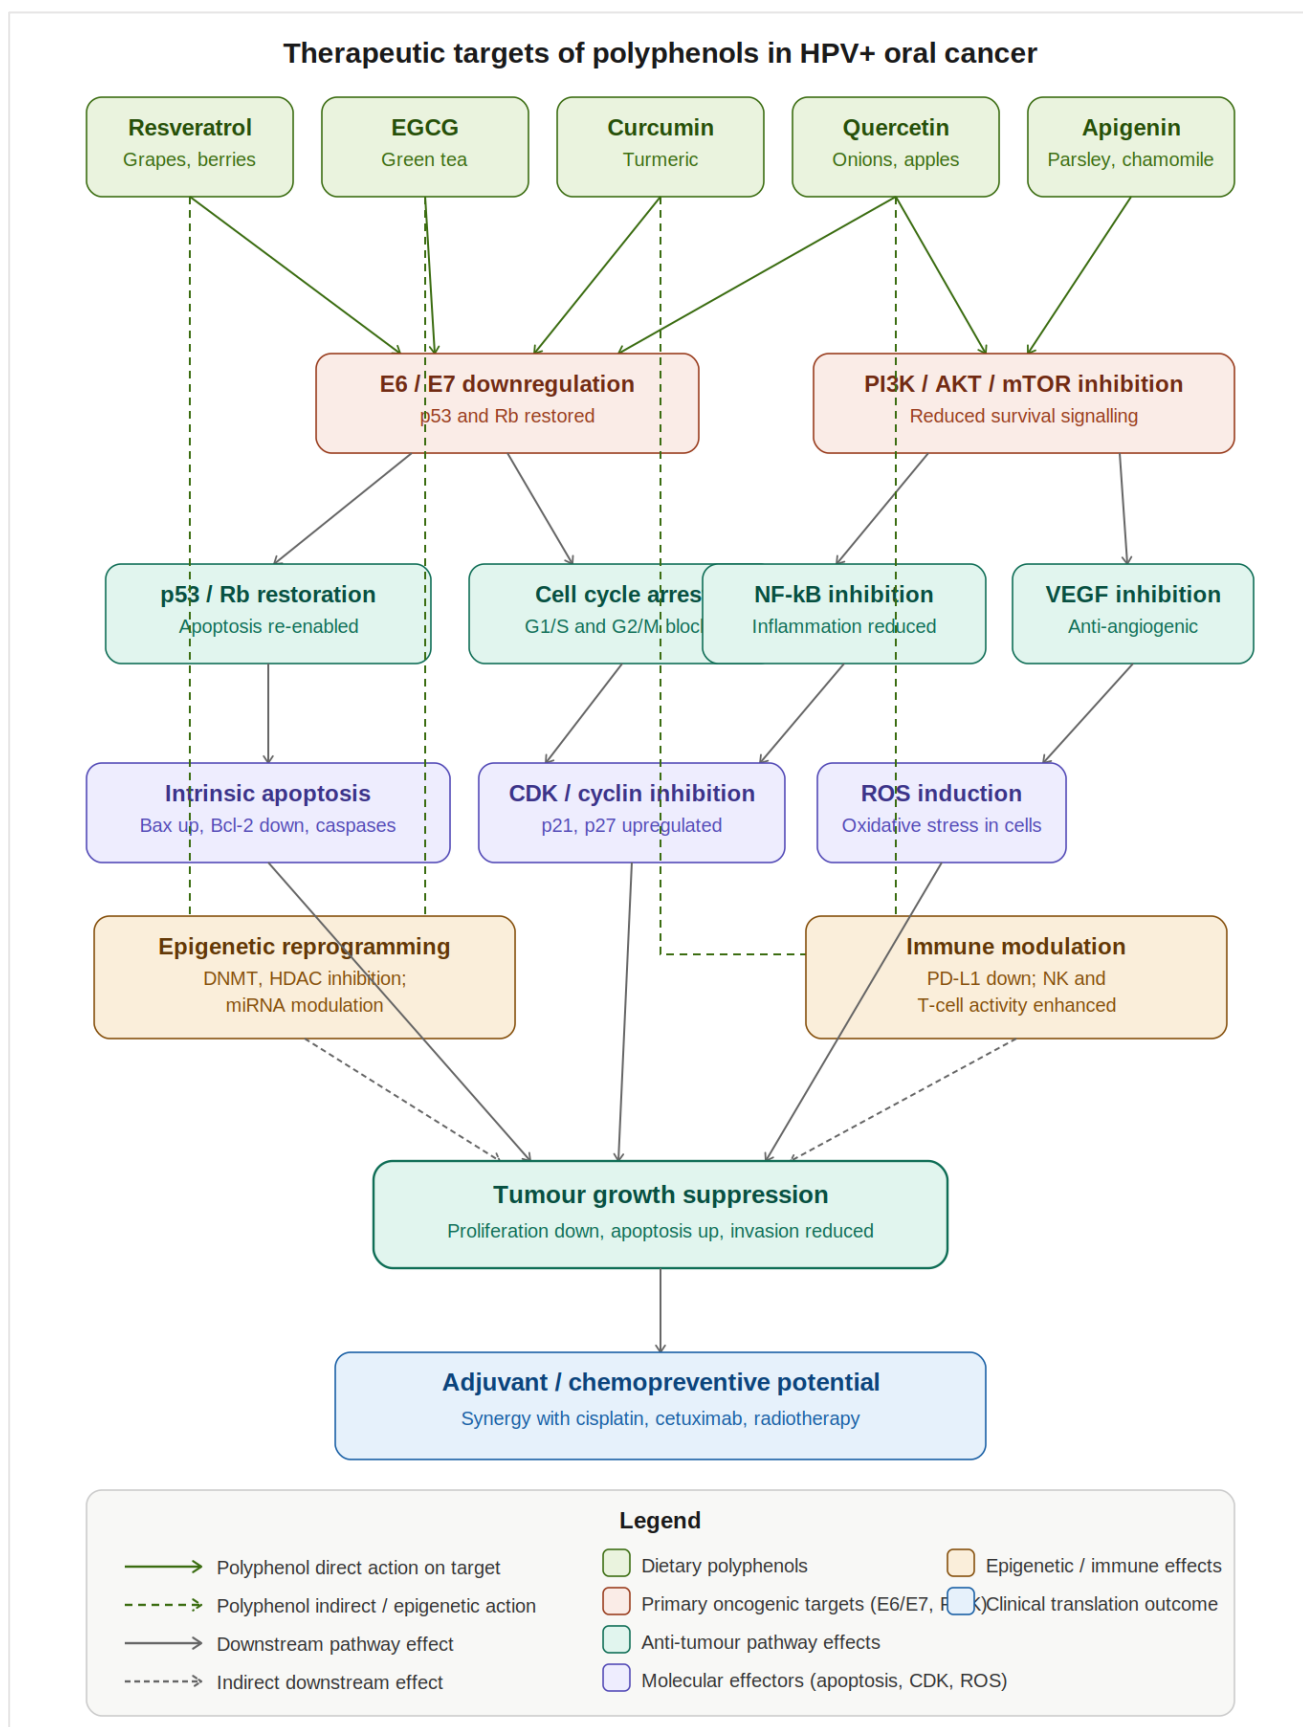 Therapeutic targets of polyphenols in HPV+ oral cancer
Resveratrol
Grapes, berries
EGCG
Green tea
Curcumin
Turmeric
Quercetin
Onions, apples
Apigenin
Parsley, chamomile
E6 / E7 downregulation
p53 and Rb restored
PI3K / AKT / mTOR inhibition
Reduced survival signalling
p53 / Rb restoration
Apoptosis re-enabled
Cell cycle arres
G1/S and G2/M bloc
NF-kB inhibition
Inflammation reduced
VEGF inhibition
Anti-angiogenic
Intrinsic apoptosis
Bax up, Bcl-2 down, caspases
CDK / cyclin inhibition
p21, p27 upregulated
ROS induction
Oxidative stress in cells
Epigenetic reprogramming
DNMT, HDAC inhibition;
miRNA modulation
Immune modulation
PD-L1 down; NK and
T-cell activity enhanced
Tumour growth suppression
Proliferation down, apoptosis up, invasion reduced
Adjuvant / chemopreventive potential
Synergy with cisplatin, cetuximab, radiotherapy
Legend
Polyphenol direct action on target
Polyphenol indirect / epigenetic action
Downstream pathway effect
Indirect downstream effect
Dietary polyphenols
Primary oncogenic targets (E6/E7,
Anti-tumour pathway effects
Molecular effectors (apoptosis, CDK, ROS)
Epigenetic / immune effects
Clinical translation outcome